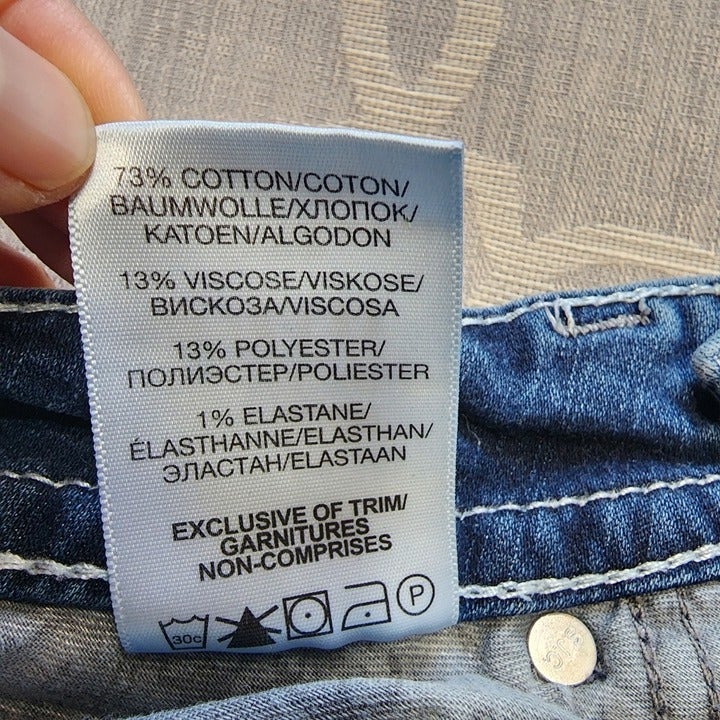 73% COTTON/COTON/
BAUMWOLLE/ХЛОПОК/
KATOEN/ALGODON
13% VISCOSE/VISKOSE/
ВИСКОЗА/VISCOSA
13% POLYESTER/
ПОЛИЭСТЕР/POLIESTER
1% ELASTANE/
ÉLASTHANNE/ELASTHAN/
ЭЛАСТАН/ELASTAAN
EXCLUSIVE OF TRIM/
GARNITURES
NON-COMPRISES
30c P